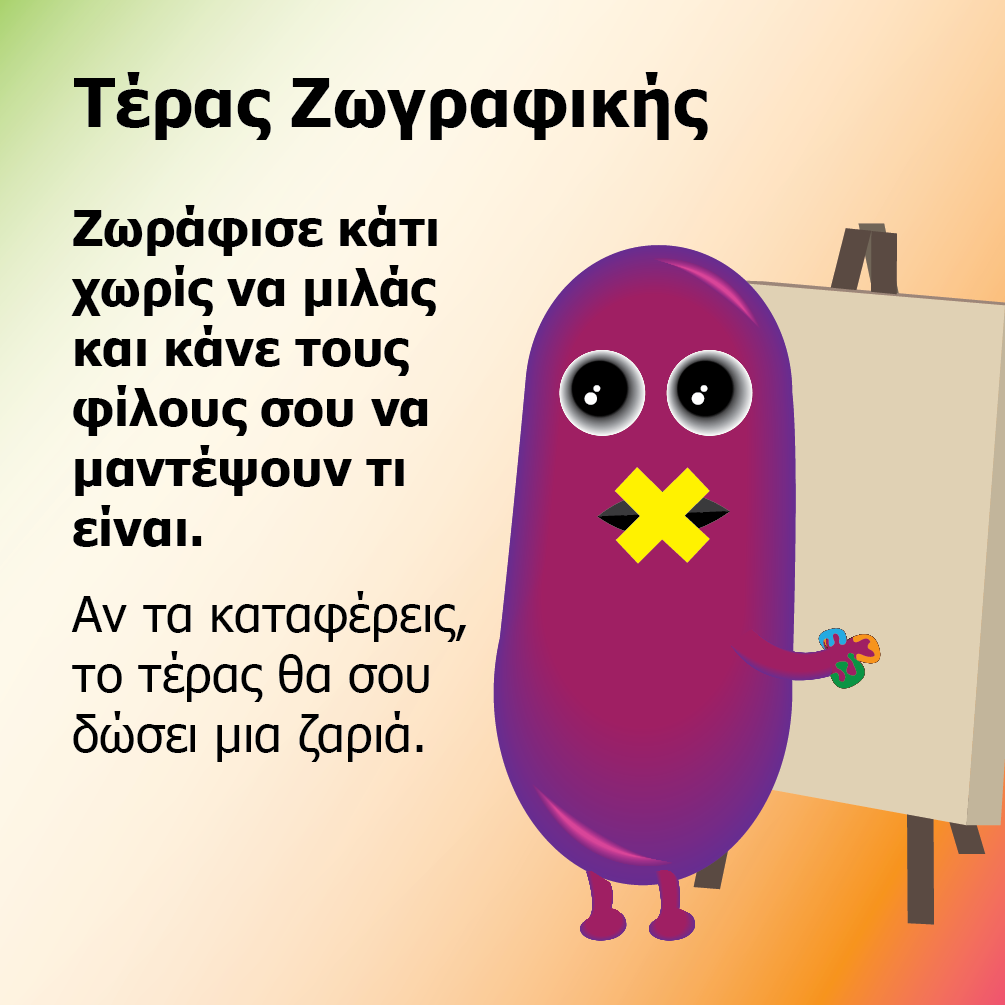 Τέρας Ζωγραφικής
Ζωράφισε κάτι
χωρίς να μιλάς
και κάνε τους
φίλους σου να
μαντέψουν τι
είναι.
Αν τα καταφέρεις,
το τέρας θα σου
δώσει μια ζαριά.